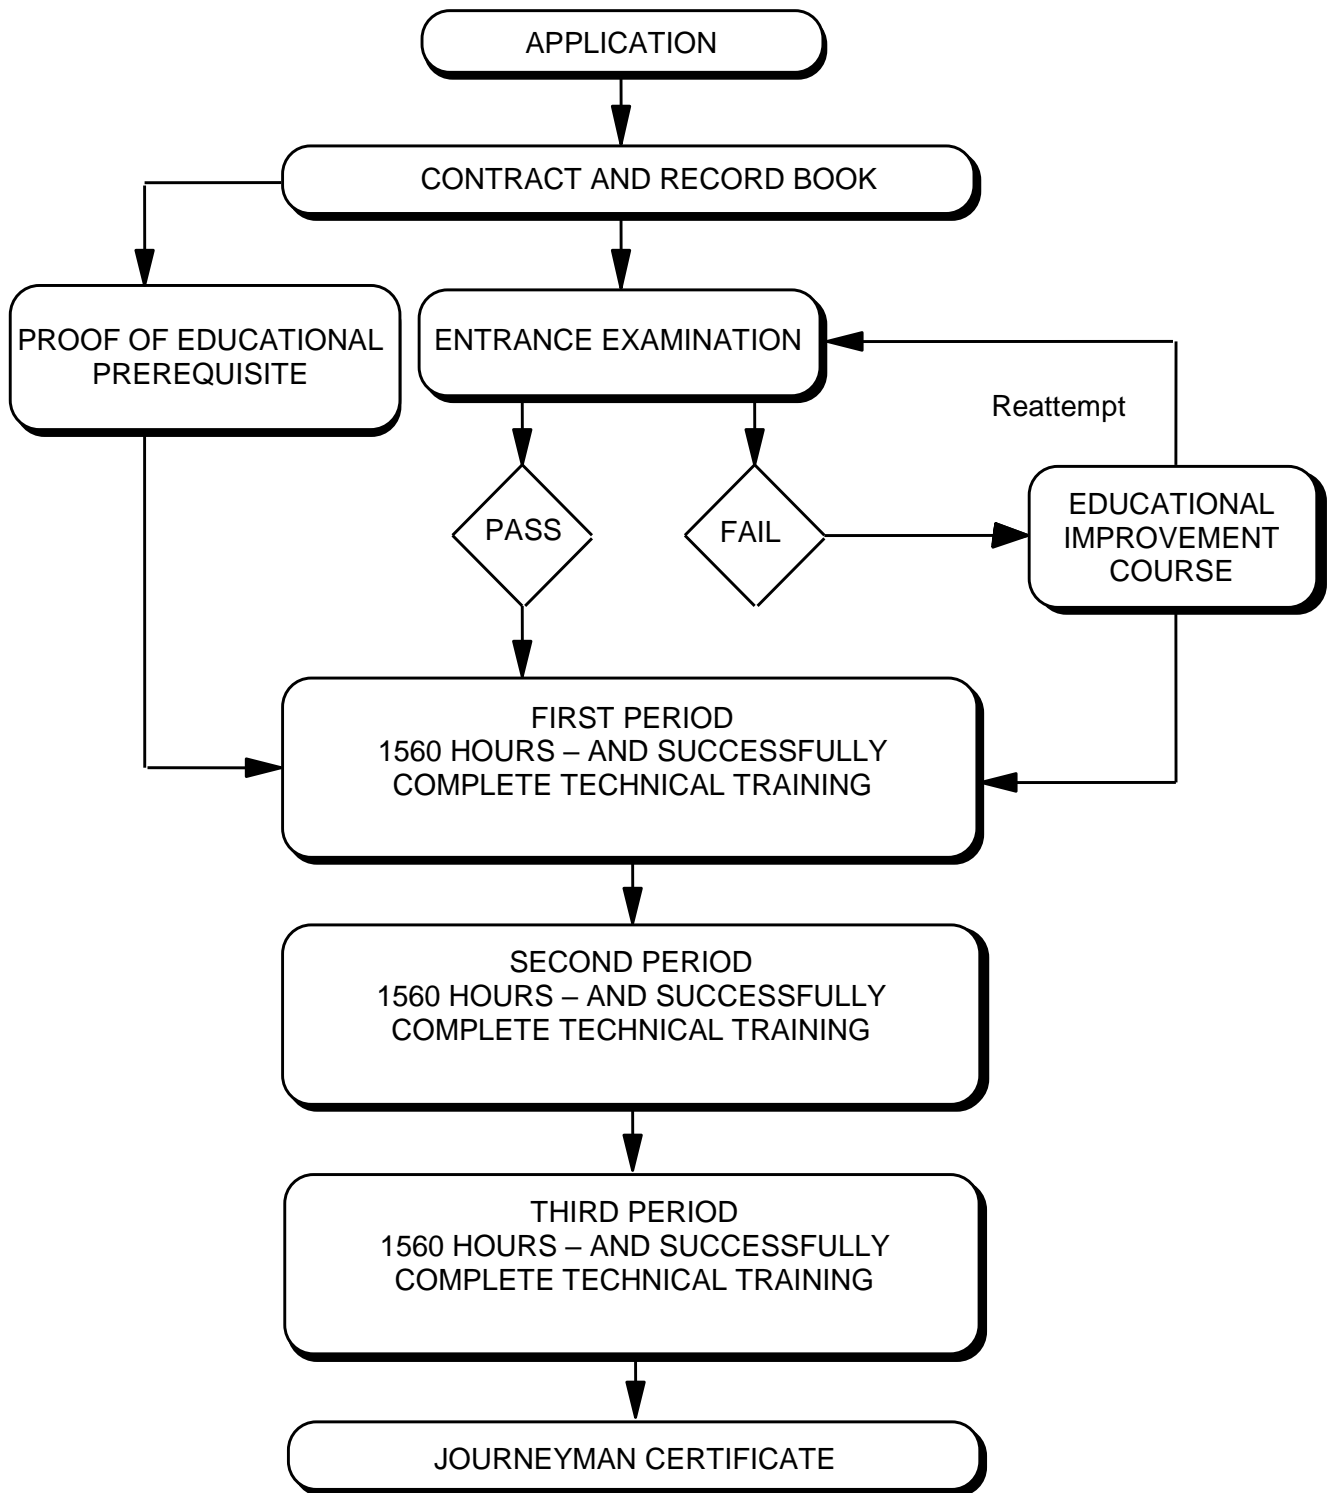 APPLICATION
CONTRACT AND RECORD BOOK
PROOF OF EDUCATIONAL
PREREQUISITE
ENTRANCE EXAMINATION
Reattempt
PASS
FAIL
EDUCATIONAL
IMPROVEMENT
COURSE
FIRST PERIOD
1560 HOURS – AND SUCCESSFULLY
COMPLETE TECHNICAL TRAINING
SECOND PERIOD
1560 HOURS – AND SUCCESSFULLY
COMPLETE TECHNICAL TRAINING
THIRD PERIOD
1560 HOURS – AND SUCCESSFULLY
COMPLETE TECHNICAL TRAINING
JOURNEYMAN CERTIFICATE